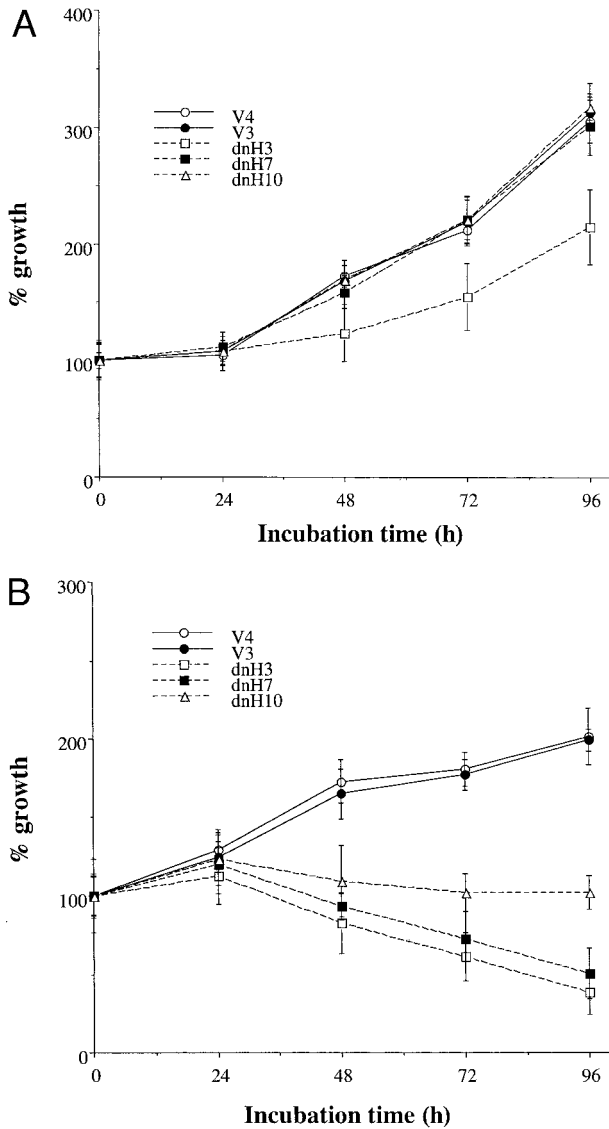 A
400
300
200
100
0
% growth
V4
V3
dnH3
dnH7
dnH10
0 24 48 72 96
Incubation time (h)
B
300
200
100
0
% growth
V4
V3
dnH3
dnH7
dnH10
0 24 48 72 96
Incubation time (h)